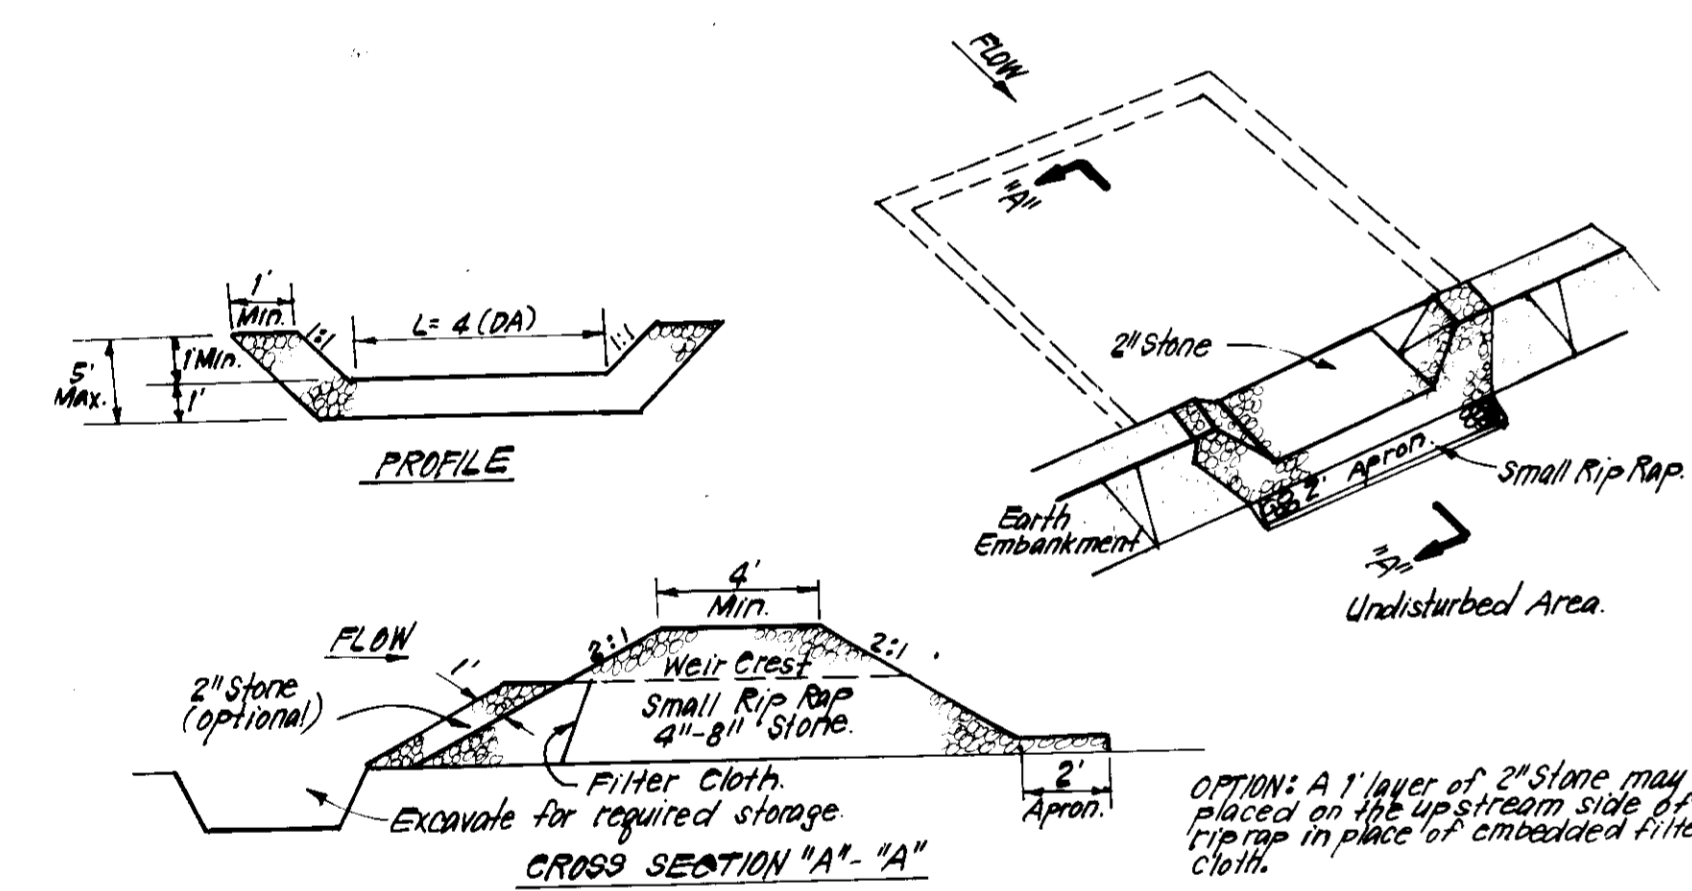 FLOW
"A"
2" Stone
Apron.
2'
Small Rip Rap.
Earth
Embankment
"A"
Undisturbed Area.
1'
Min.
1:1
L= 4 (DA)
1:1
5'
Max.
1' Min.
1'
PROFILE
4'
Min.
FLOW
1'
2:1
2:1
Weir Crest
2" Stone
(optional)
Small Rip Rap
4"-8" Stone.
Filter Cloth.
Excavate for required storage.
2'
Apron.
CROSS SECTION "A"- "A"
OPTION: A 1' layer of 2" Stone may
placed on the upstream side of
riprap in place of embedded filte
cloth.